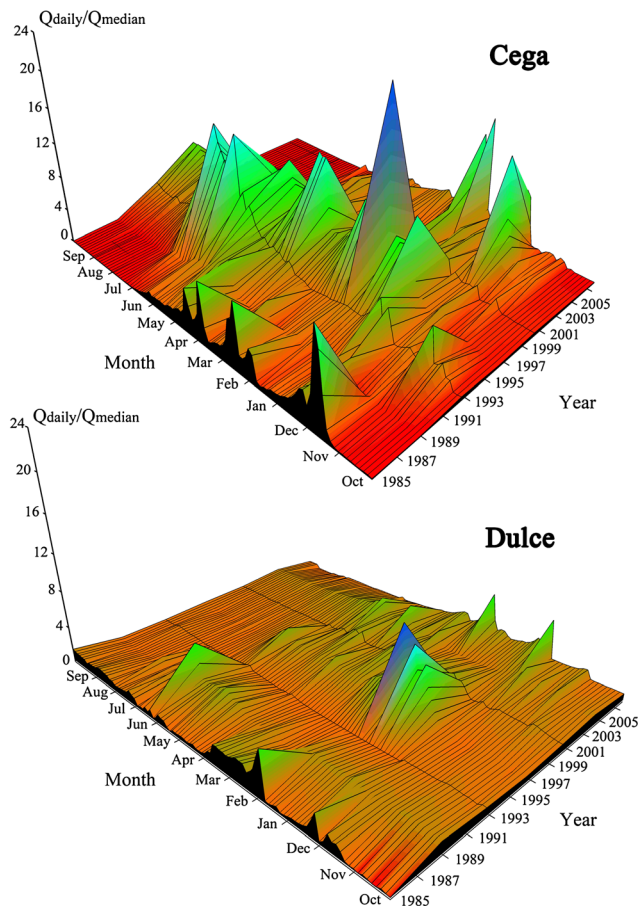 Qdaily/Qmedian
24
20
16
12
8
4
0
Cega
Sep
Aug
Jul
Jun
May
Apr
Mar
Feb
Jan
Dec
Nov
Oct
Month
2005
2003
2001
1999
1997
1995
1993
1991
1989
1987
1985
Year
Qdaily/Qmedian
24
20
16
12
8
4
0
Dulce
Sep
Aug
Jul
Jun
May
Apr
Mar
Feb
Jan
Dec
Nov
Oct
Month
2005
2003
2001
1999
1997
1995
1993
1991
1989
1987
1985
Year